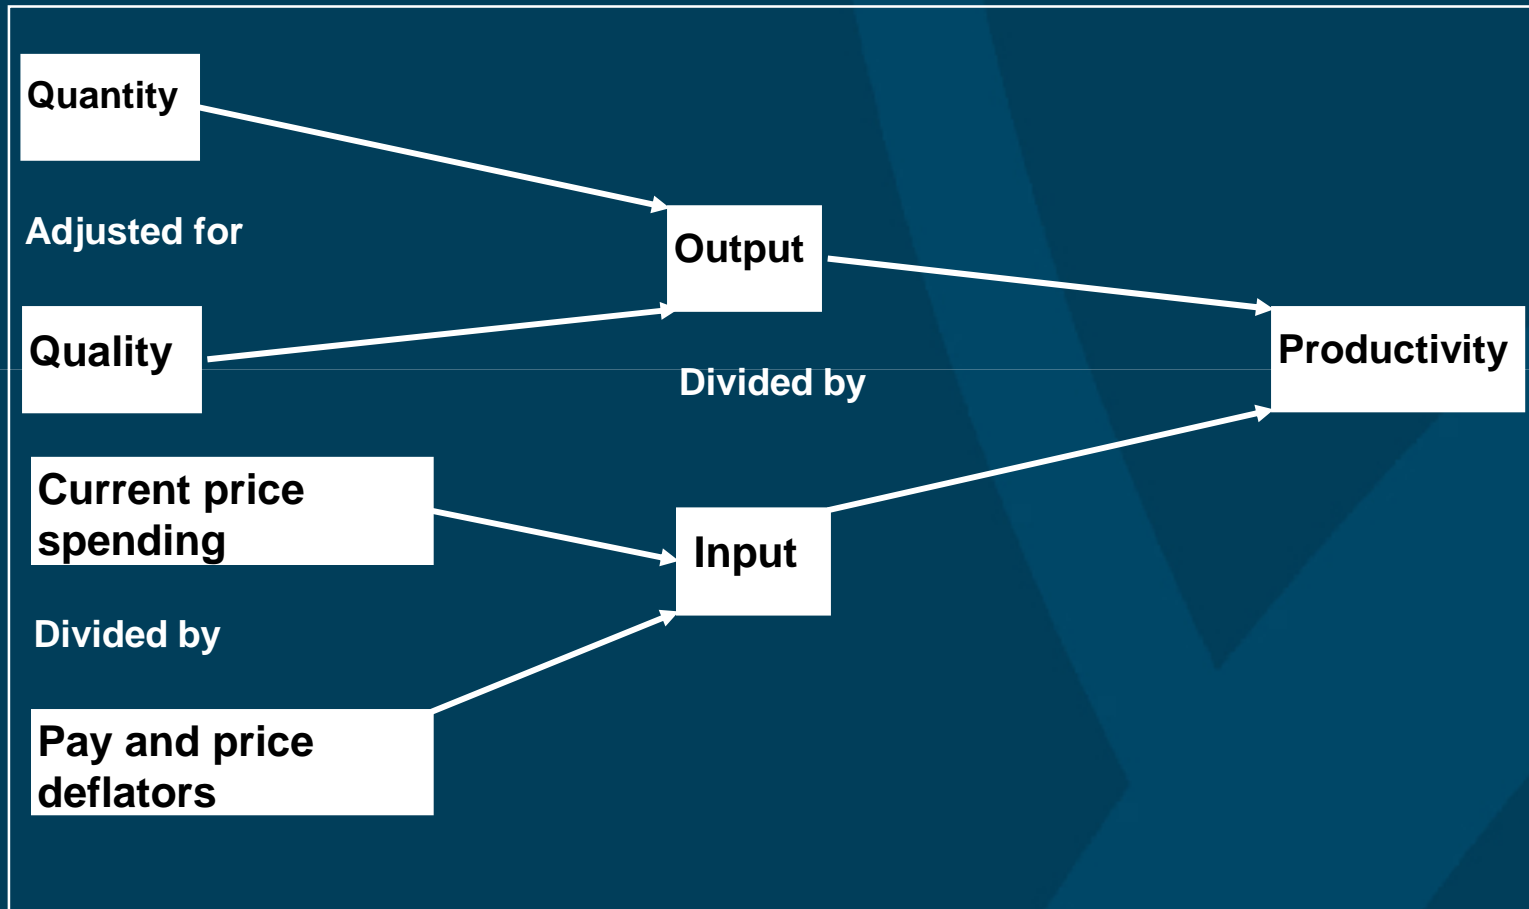 Quantity
Adjusted for
Quality
Current price
spending
Divided by
Pay and price
deflators
Output
Divided by
Input
Productivity